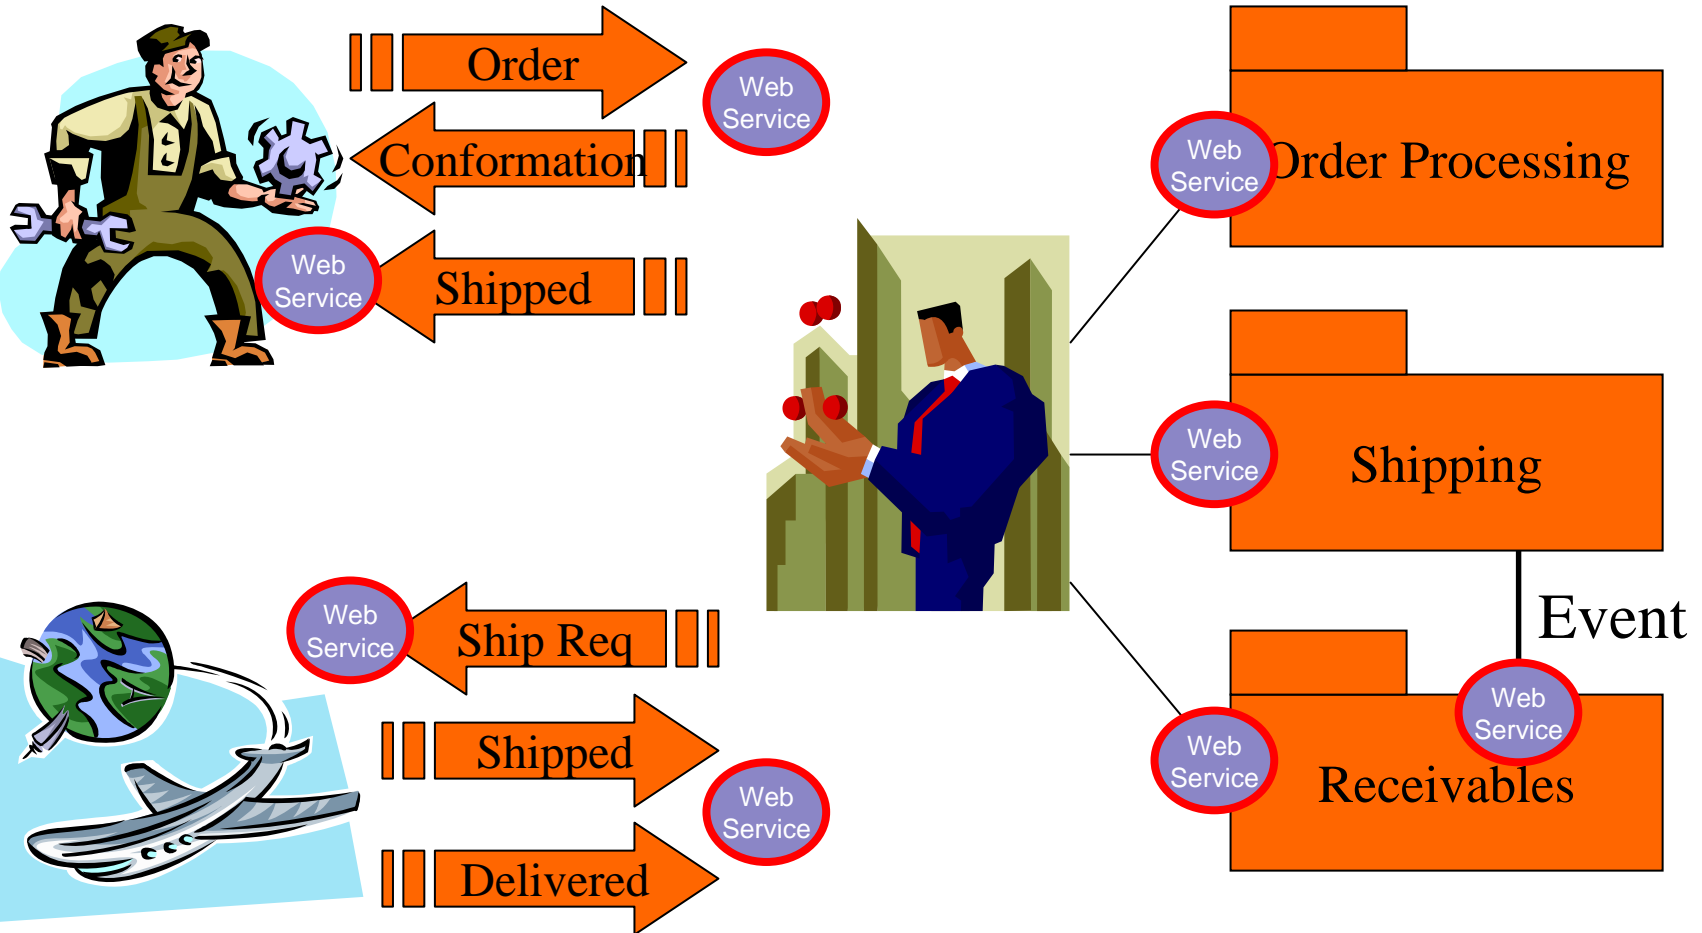 Order
Web
Service
Conformation
Web
Service
Shipped
Web
Service
Order Processing
Web
Service
Shipping
Event
Web
Service
Ship Req
Shipped
Web
Service
Delivered
Web
Service
Web
Service
Receivables